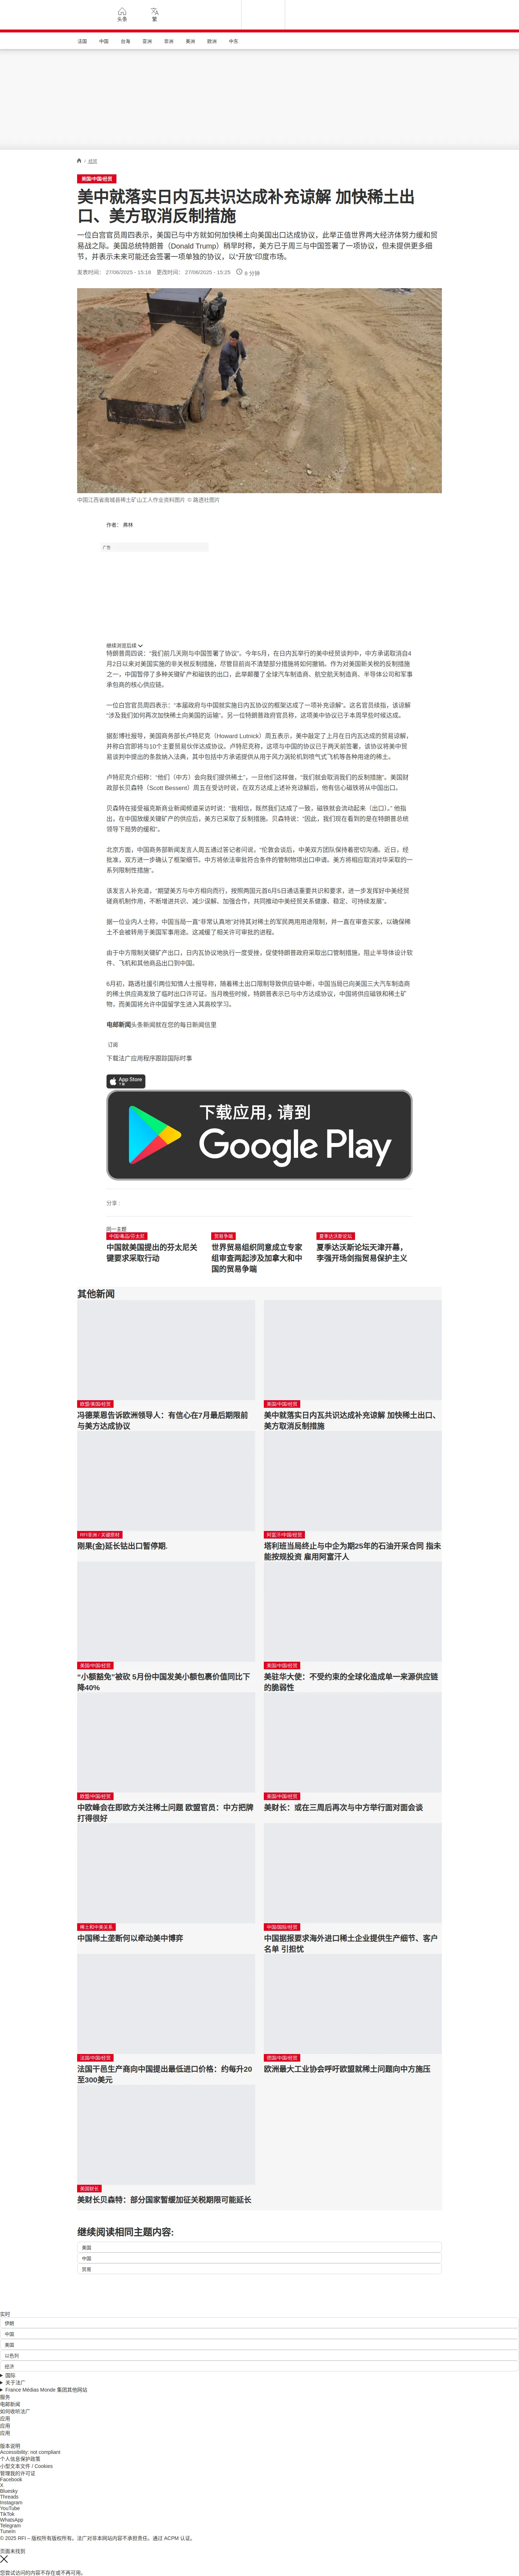 头条
繁
法国
中国
台海
亚洲
非洲
美洲
欧洲
中东
/ 经贸
美国/中国/经贸
美中就落实日内瓦共识达成补充谅解 加快稀土出
口、美方取消反制措施
一位白宫官员周四表示，美国已与中方就如何加快稀土向美国出口达成协议，此举正值世界两大经济体努力缓和贸
易战之际。美国总统特朗普（Donald Trump）稍早时称，美方已于周三与中国签署了一项协议，但未提供更多细
节，并表示未来可能还会签署一项单独的协议，以“开放”印度市场。
发表时间： 27/06/2025 - 15:18 更改时间： 27/06/2025 - 15:25 6 分钟
中国江西省南城县稀土矿山工人作业资料图片 © 路透社图片
作者： 弗林
广告
继续浏览后续
特朗普周四说：“我们前几天刚与中国签署了协议”。今年5月，在日内瓦举行的美中经贸谈判中，中方承诺取消自4
月2日以来对美国实施的非关税反制措施，尽管目前尚不清楚部分措施将如何撤销。作为对美国新关税的反制措施
之一，中国暂停了多种关键矿产和磁铁的出口，此举颠覆了全球汽车制造商、航空航天制造商、半导体公司和军事
承包商的核心供应链。
一位白宫官员周四表示：“本届政府与中国就实施日内瓦协议的框架达成了一项补充谅解”。这名官员续指，该谅解
“涉及我们如何再次加快稀土向美国的运输”。另一位特朗普政府官员称，这项美中协议已于本周早些时候达成。
据彭博社报导，美国商务部长卢特尼克（Howard Lutnick）周五表示，美中敲定了上月在日内瓦达成的贸易谅解，
并称白宫即将与10个主要贸易伙伴达成协议。卢特尼克称，这项与中国的协议已于两天前签署，该协议将美中贸
易谈判中提出的条款纳入法典，其中包括中方承诺提供从用于风力涡轮机到喷气式飞机等各种用途的稀土。
卢特尼克介绍称：“他们（中方）会向我们提供稀土”，一旦他们这样做，“我们就会取消我们的反制措施”。美国财
政部长贝森特（Scott Bessent）周五在受访时说，在双方达成上述补充谅解后，他有信心磁铁将从中国出口。
贝森特在接受福克斯商业新闻频道采访时说：“我相信，既然我们达成了一致，磁铁就会流动起来（出口）。” 他指
出，在中国放缓关键矿产的供应后，美方已采取了反制措施。贝森特说：“因此，我们现在看到的是在特朗普总统
领导下局势的缓和”。
北京方面，中国商务部新闻发言人周五通过答记者问说，“伦敦会谈后，中美双方团队保持着密切沟通。近日，经
批准，双方进一步确认了框架细节。中方将依法审批符合条件的管制物项出口申请。美方将相应取消对华采取的一
系列限制性措施”。
该发言人补充道，“期望美方与中方相向而行，按照两国元首6月5日通话重要共识和要求，进一步发挥好中美经贸
磋商机制作用，不断增进共识、减少误解、加强合作，共同推动中美经贸关系健康、稳定、可持续发展”。
据一位业内人士称，中国当局一直“非常认真地”对待其对稀土的军民两用用途限制，并一直在审查买家，以确保稀
土不会被转用于美国军事用途。这减缓了相关许可审批的进程。
由于中方限制关键矿产出口，日内瓦协议地执行一度受挫，促使特朗普政府采取出口管制措施，阻止半导体设计软
件、飞机和其他商品出口到中国。
6月初，路透社援引两位知情人士报导称，随着稀土出口限制导致供应链中断，中国当局已向美国三大汽车制造商
的稀土供应商发放了临时出口许可证。当月晚些时候，特朗普表示已与中方达成协议，中国将供应磁铁和稀土矿
物，而美国将允许中国留学生进入其高校学习。
电邮新闻头条新闻就在您的每日新闻信里
订阅
下载法广应用程序跟踪国际时事
App Store
下载应用，请到
Google Play
分享 :
同一主题
中国/毒品/芬太尼
中国就美国提出的芬太尼关
键要求采取行动
贸易争端
世界贸易组织同意成立专家
组审查两起涉及加拿大和中
国的贸易争端
夏季达沃斯论坛
夏季达沃斯论坛天津开幕，
李强开场剑指贸易保护主义
其他新闻
欧盟/美国/经贸
冯德莱恩告诉欧洲领导人：有信心在7月最后期限前
与美方达成协议
美国/中国/经贸
美中就落实日内瓦共识达成补充谅解 加快稀土出口、
美方取消反制措施
RFI非洲 / 关键原材
刚果(金)延长钴出口暂停期.
阿富汗/中国/经贸
塔利班当局终止与中企为期25年的石油开采合同 指未
能按规投资 雇用阿富汗人
美国/中国/经贸
“小额豁免”被砍 5月份中国发美小额包裹价值同比下
降40%
美国/中国/经贸
美驻华大使：不受约束的全球化造成单一来源供应链
的脆弱性
欧盟/中国/经贸
中欧峰会在即欧方关注稀土问题 欧盟官员：中方把牌
打得很好
美国/中国/经贸
美财长：或在三周后再次与中方举行面对面会谈
稀土和中美关系
中国稀土垄断何以牵动美中博弈
中国/国际/经贸
中国据报要求海外进口稀土企业提供生产细节、客户
名单 引担忧
法国/中国/经贸
法国干邑生产商向中国提出最低进口价格：约每升20
至300美元
德国/中国/经贸
欧洲最大工业协会呼吁欧盟就稀土问题向中方施压
美国财长
美财长贝森特：部分国家暂缓加征关税期限可能延长
继续阅读相同主题内容:
美国
中国
贸易
实时
伊朗
中国
美国
以色列
经济
国际
关于法广
France Médias Monde 集团其他网站
服务
电邮新闻
如何收听法广
应用
应用
应用
版本说明
Accessibility: not compliant
个人信息保护政策
小型文本文件 / Cookies
管理我的许可证
Facebook
X
Bluesky
Threads
Instagram
YouTube
TikTok
WhatsApp
Telegram
TuneIn
© 2025 RFI – 版权所有版权所有。法广对非本网站内容不承担责任。通过 ACPM 认证。
页面未找到
您尝试访问的内容不存在或不再可用。